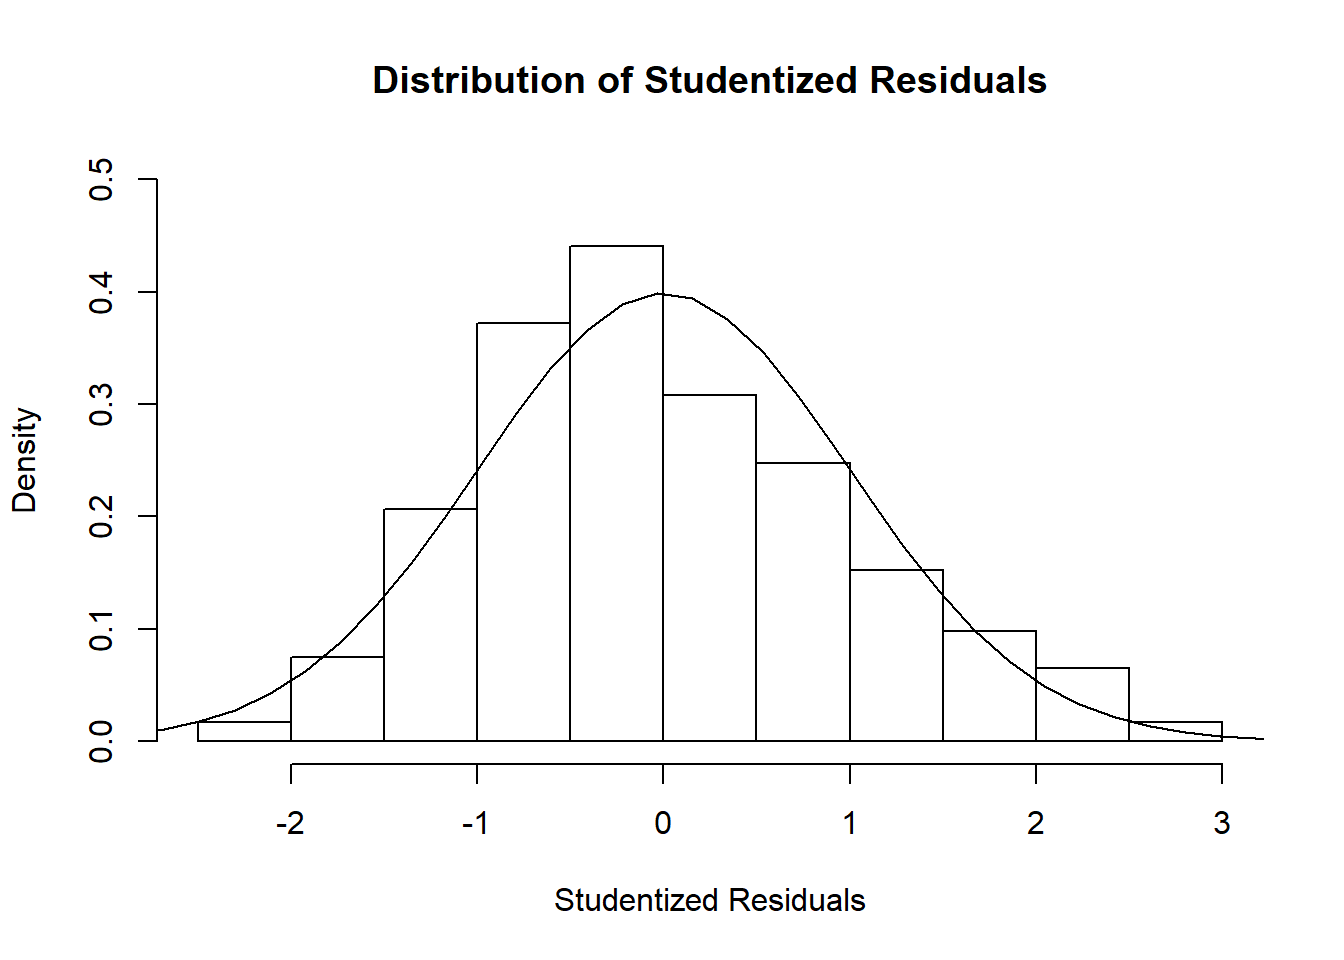 Distribution of Studentized Residuals
0.5
0.4
0.3
0.2
0.1
0.0
Density
-2 -1 0 1 2 3
Studentized Residuals